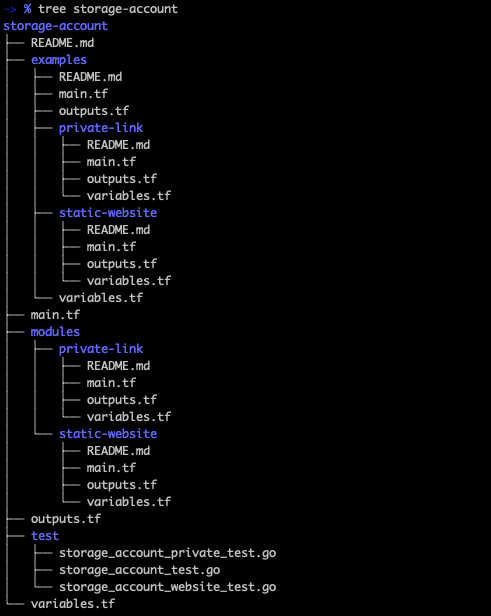 -> % tree storage-account
storage-account
├── README.md
├── examples
│   ├── README.md
│   ├── main.tf
│   ├── outputs.tf
│   ├── private-link
│   │   ├── README.md
│   │   ├── main.tf
│   │   ├── outputs.tf
│   │   └── variables.tf
│   ├── static-website
│   │   ├── README.md
│   │   ├── main.tf
│   │   ├── outputs.tf
│   │   └── variables.tf
│   └── variables.tf
├── main.tf
├── modules
│   ├── private-link
│   │   ├── README.md
│   │   ├── main.tf
│   │   ├── outputs.tf
│   │   └── variables.tf
│   └── static-website
│       ├── README.md
│       ├── main.tf
│       ├── outputs.tf
│       └── variables.tf
├── outputs.tf
├── test
│   ├── storage_account_private_test.go
│   ├── storage_account_test.go
│   └── storage_account_website_test.go
└── variables.tf